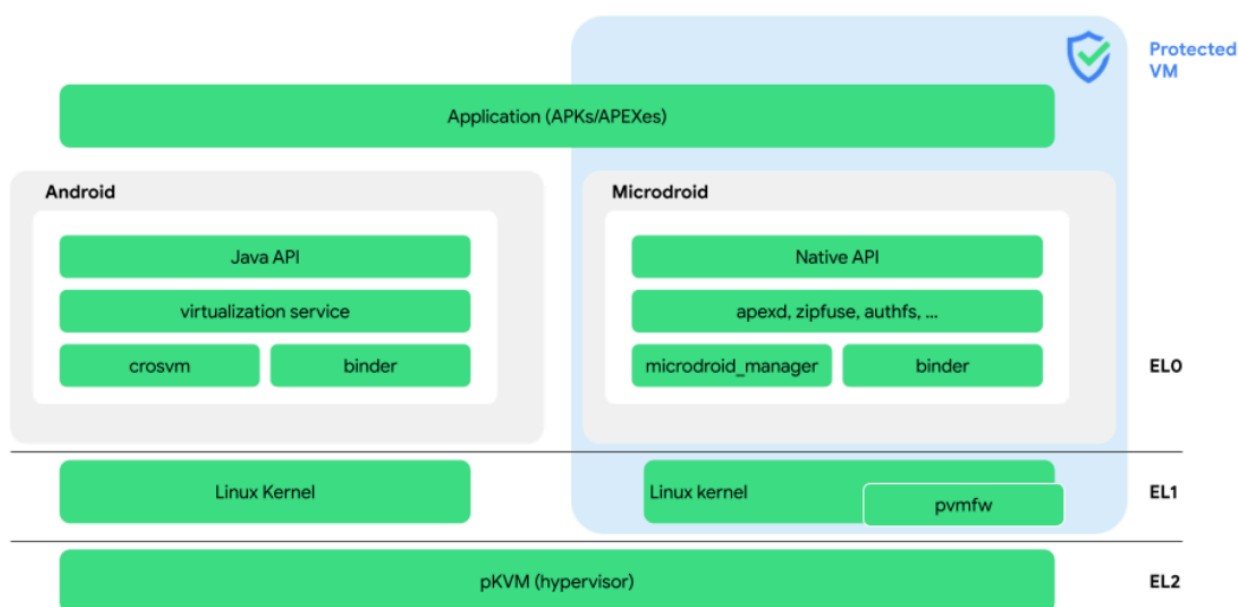 Protected
VM
Application (APKs/APEXes)
Android
Java API
virtualization service
crosvm
binder
Microdroid
Native API
apexd, zipfuse, authfs, ...
microdroid_manager
binder
EL0
Linux Kernel
Linux kernel
pvmfw
EL1
pKVM (hypervisor)
EL2